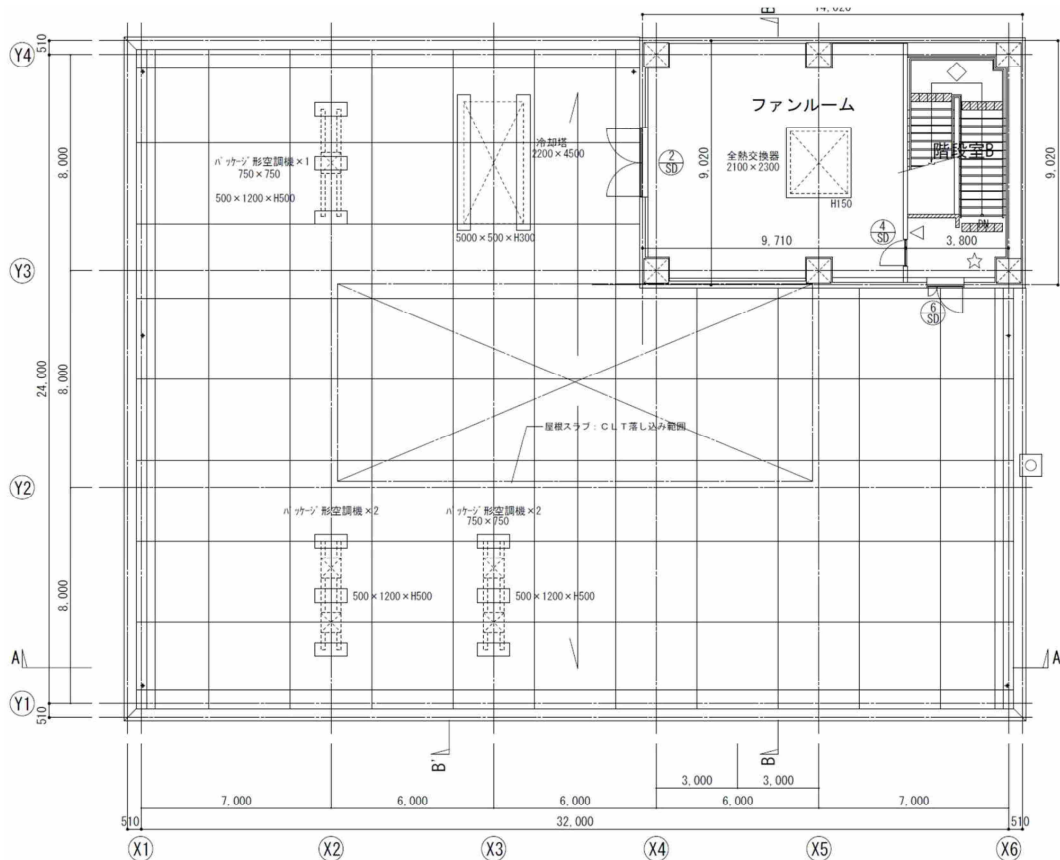 B
14,020
510
Y4
8,000
パッケージ形空調機×1
750×750
500×1200×H500
冷却塔
2200×4500
5000×500×H300
2
SD
9,020
ファンルーム
全熱交換器
2100×2300
H150
階段室B
4
SD
DN
9,710
3,800
9,020
6
SD
Y3
24,000
8,000
屋根スラブ:CLT落し込み範囲
Y2
パッケージ形空調機×2
パッケージ形空調機×2
750×750
8,000
500×1200×H500
500×1200×H500
A
A
Y1
510
B'
B
3,000
3,000
7,000
6,000
6,000
6,000
7,000
510
32,000
510
X1
X2
X3
X4
X5
X6